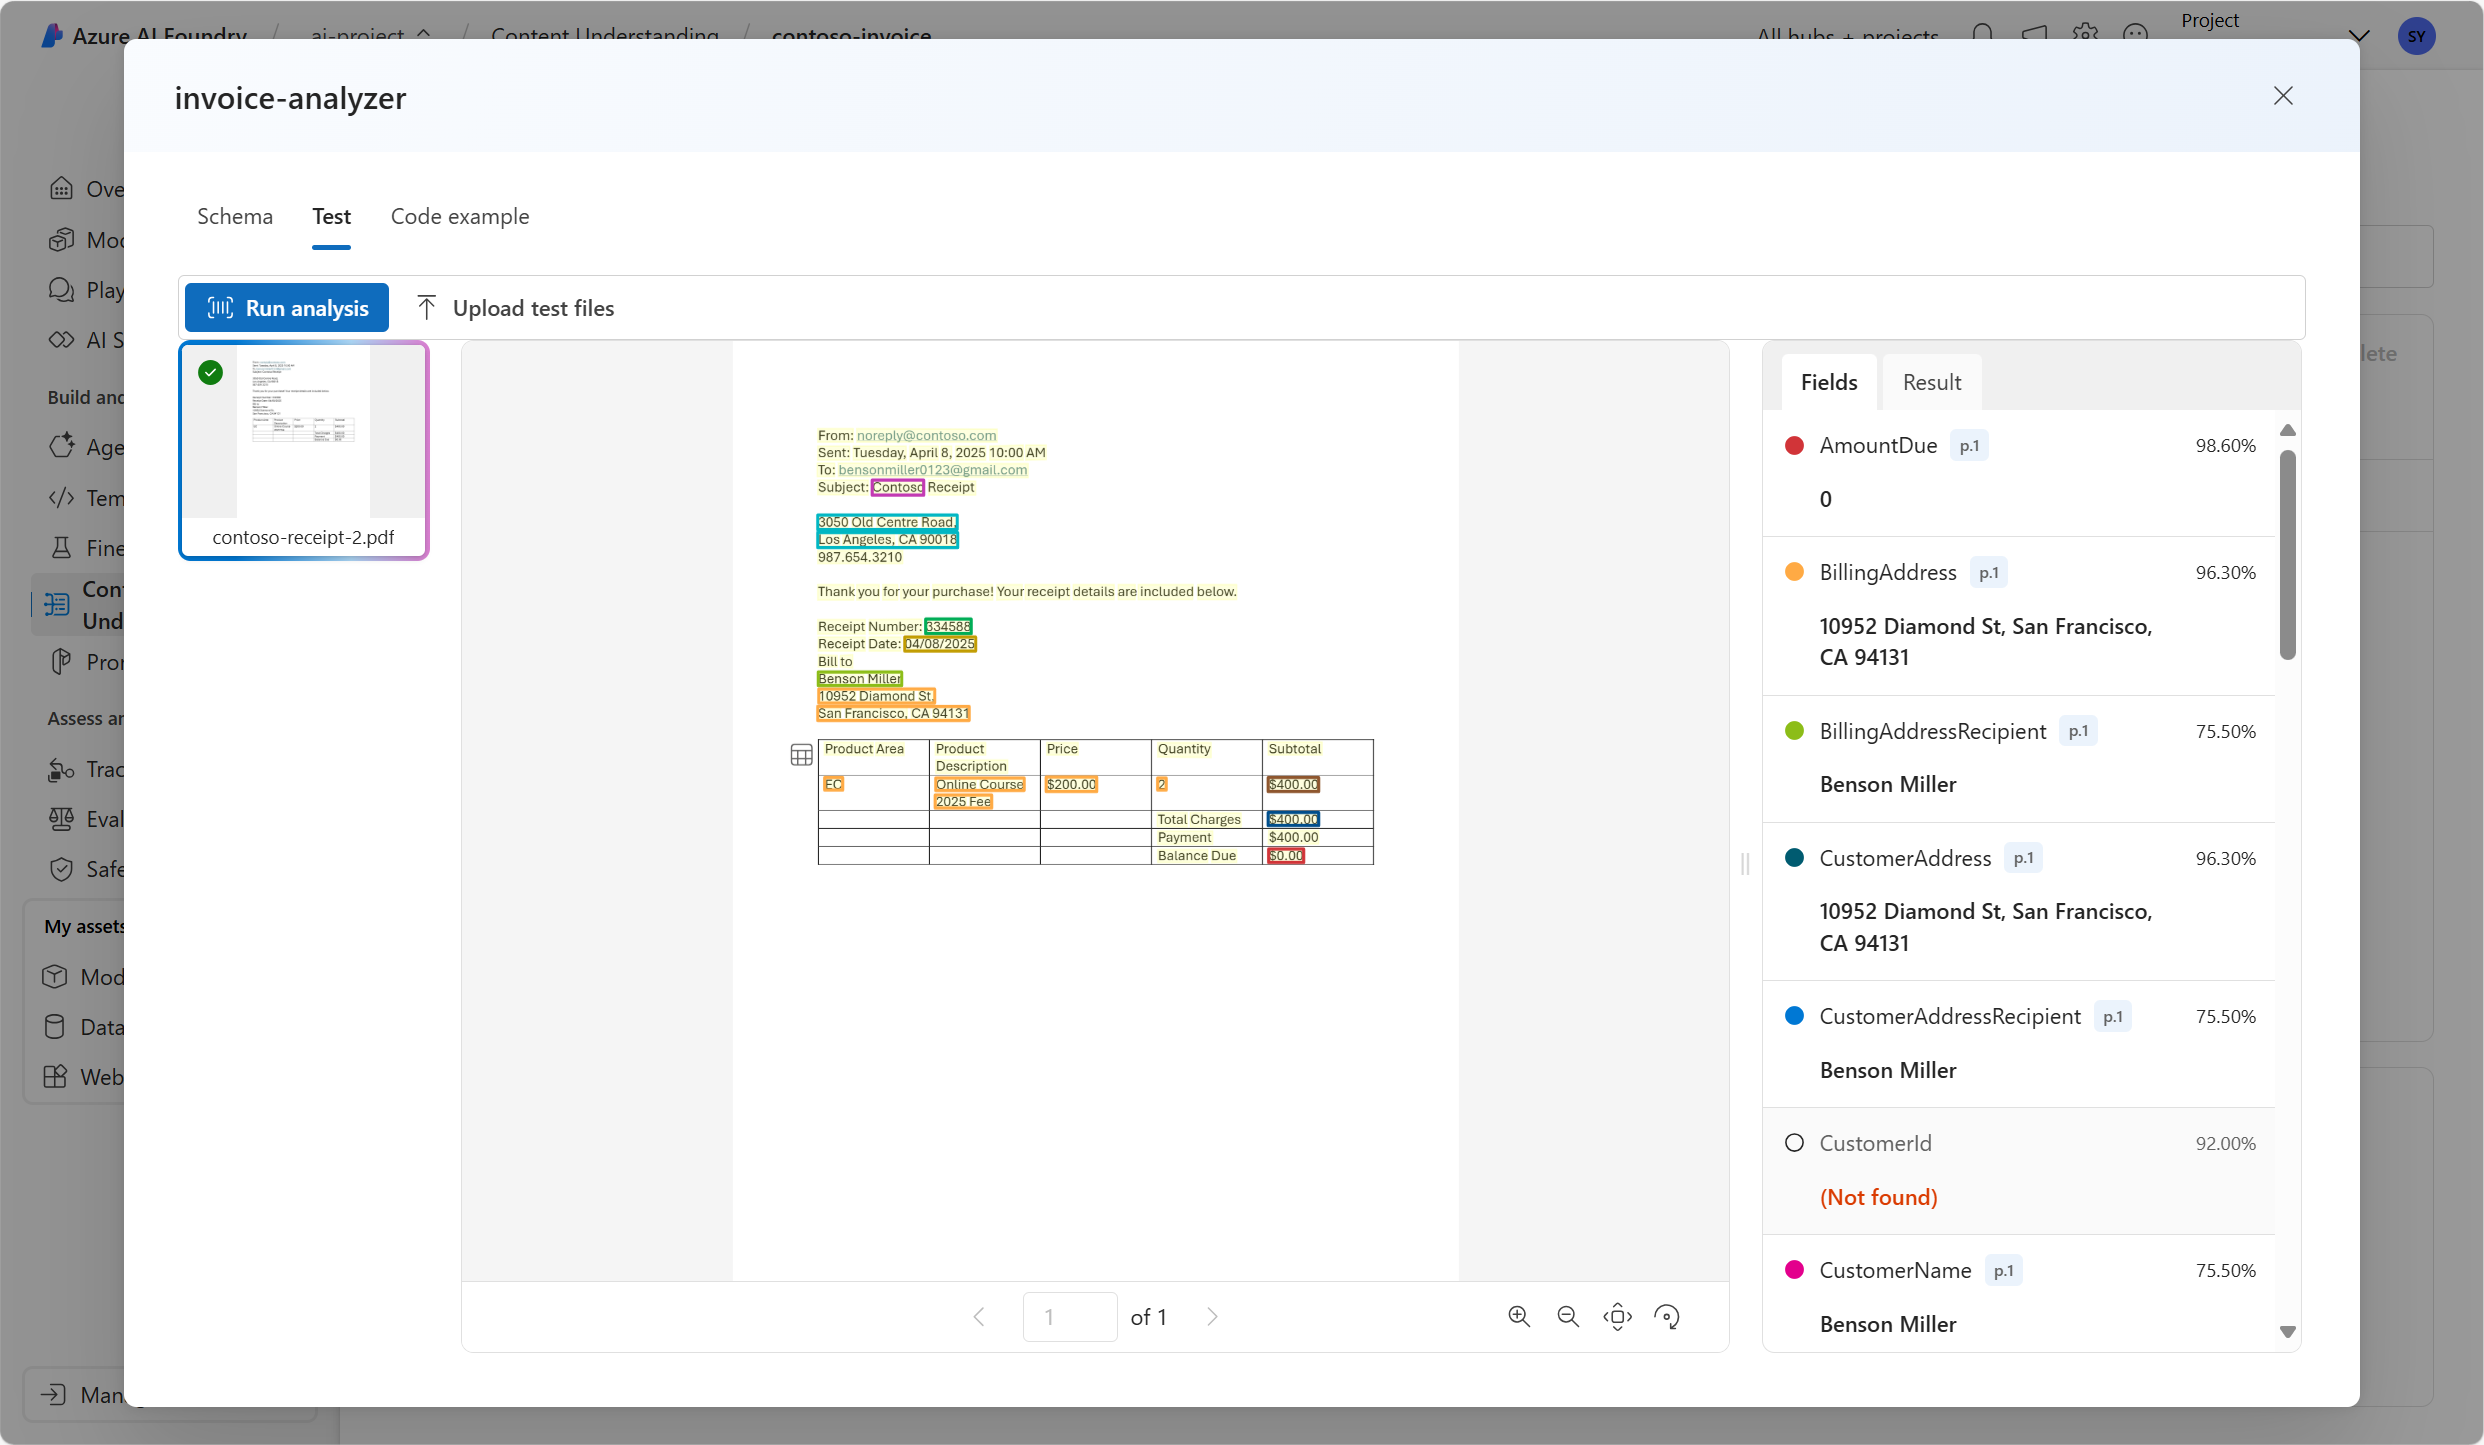 Azure AI Foundry / ai-project / Content Understanding / contoso-invoice
All hubs + projects
Project
SY
invoice-analyzer
Schema
Test
Code example
Run analysis
Upload test files
contoso-receipt-2.pdf
From: noreply@contoso.com
Sent: Tuesday, April 8, 2025 10:00 AM
To: bensonmiller0123@gmail.com
Subject: Contoso Receipt
3050 Old Centre Road,
Los Angeles, CA 90018
987.654.3210
Thank you for your purchase! Your receipt details are included below.
Receipt Number: 334588
Receipt Date: 04/08/2025
Bill to
Benson Miller
10952 Diamond St,
San Francisco, CA 94131
Product Area
Product
Description
Price
Quantity
Subtotal
EC
Online Course
2025 Fee
$200.00
2
$400.00
Total Charges
$400.00
Payment
$400.00
Balance Due
$0.00
1 of 1
Fields
Result
AmountDue p.1 98.60%
0
BillingAddress p.1 96.30%
10952 Diamond St, San Francisco,
CA 94131
BillingAddressRecipient p.1 75.50%
Benson Miller
CustomerAddress p.1 96.30%
10952 Diamond St, San Francisco,
CA 94131
CustomerAddressRecipient p.1 75.50%
Benson Miller
CustomerId 92.00%
(Not found)
CustomerName p.1 75.50%
Benson Miller
Ove
Mod
Play
AI S
Build and
Age
Tem
Fine
Con
Und
Pro
Assess an
Trac
Eval
Safe
My assets
Mod
Data
Web
Man
lete